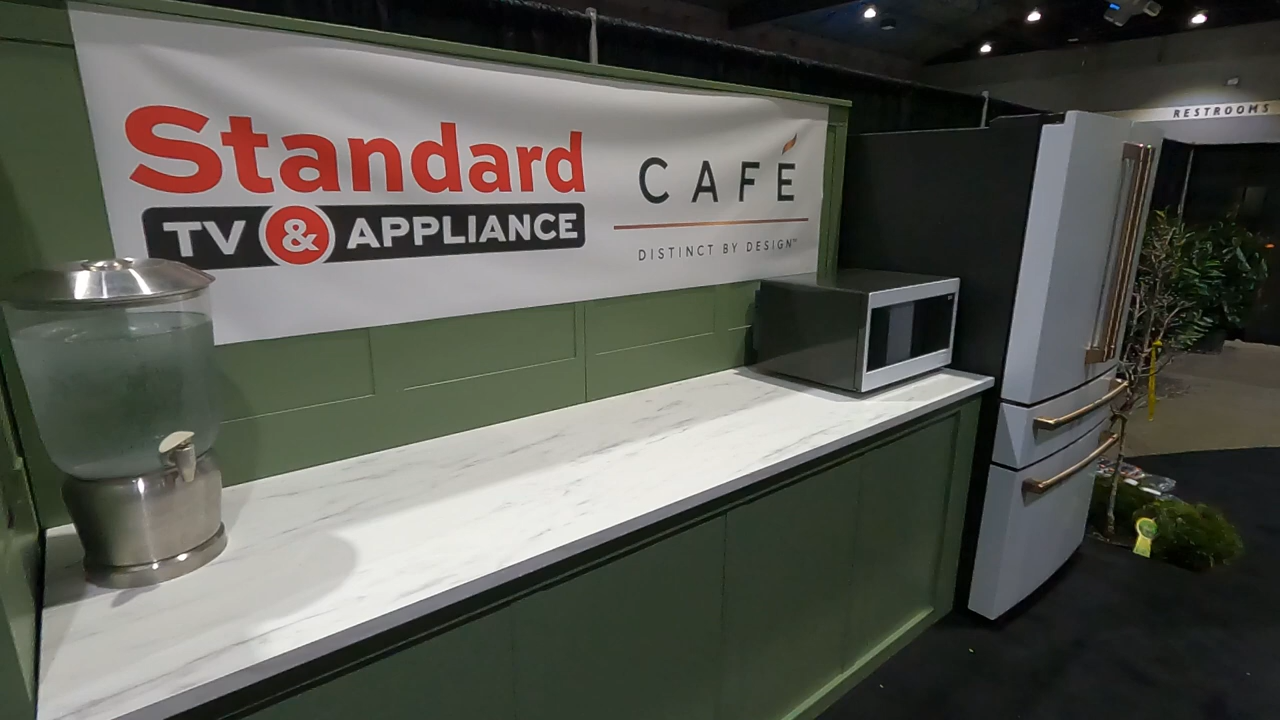 Standard
TV & APPLIANCE
CAFÉ
DISTINCT BY DESIGN™
RESTROOMS